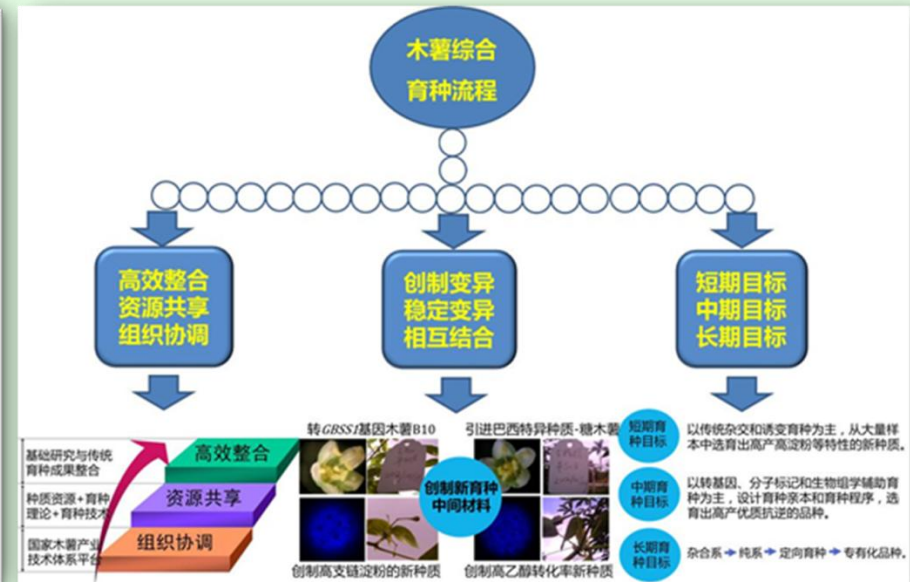 木薯综合
育种流程
高效整合
资源共享
组织协调
创制变异
稳定变异
相互结合
短期目标
中期目标
长期目标
基础研究与传统
育种成果整合
种质资源+育种
理论+育种技术
国家木薯产业
技术体系平台
高效整合
资源共享
组织协调
转GBSSI基因木薯B10
引进巴西特异种质-糖木薯
创制新育种
中间材料
创制高支链淀粉的新种质
创制高乙醇转化率新种质
短期育
种目标
以传统杂交和诱变育种为主，从大量样
本中选育出高产高淀粉等特性的新种质。
中期育
种目标
以转基因、分子标记和生物组学辅助育
种为主，设计育种亲本和育种程序，选
育出高产优质抗逆的品种。
长期育
种目标
杂合系➔纯系➔定向育种➔专有化品种。